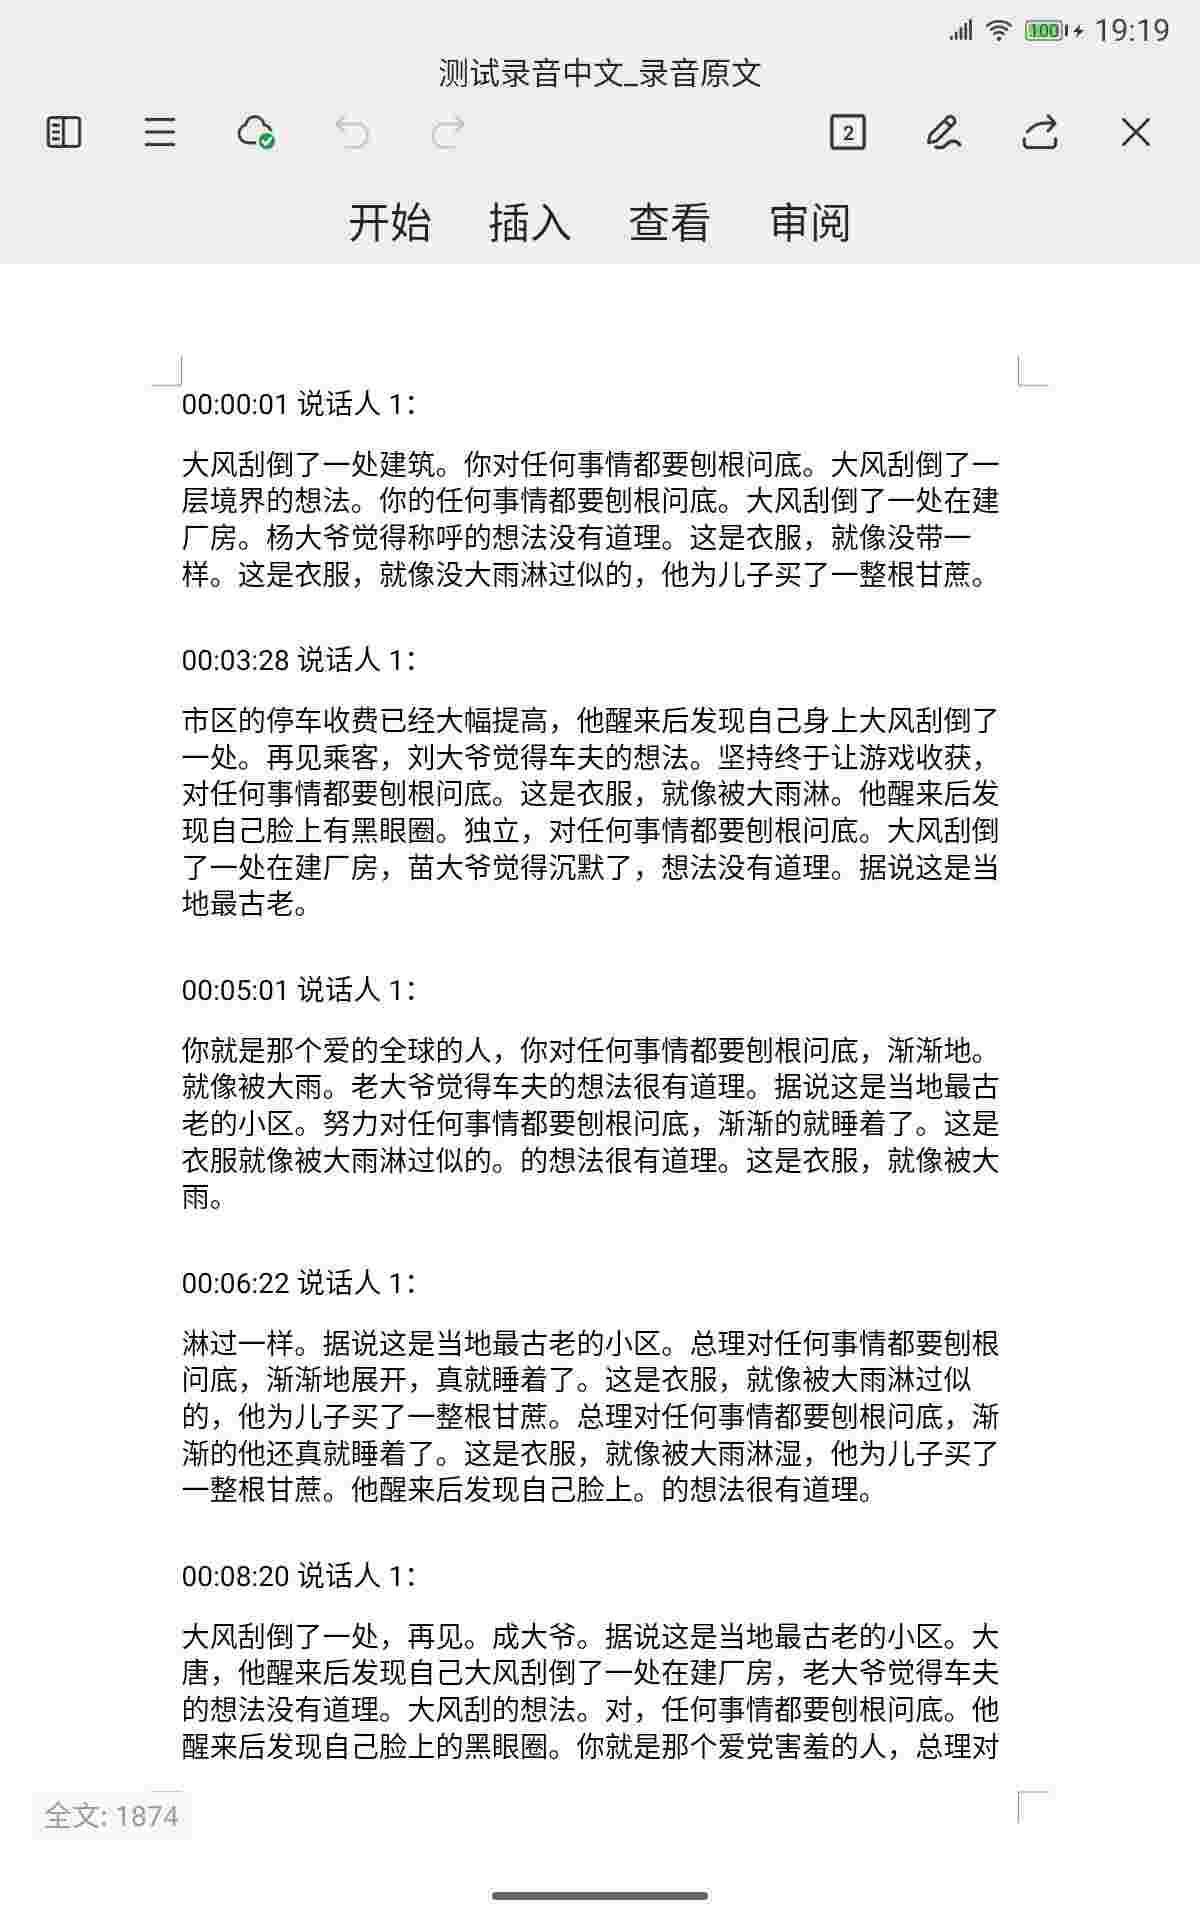 100 19:19
测试录音中文_录音原文
2
开始 插入 查看 审阅
00:00:01 说话人 1：
大风刮倒了一处建筑。你对任何事情都要刨根问底。大风刮倒了一
层境界的想法。你的任何事情都要刨根问底。大风刮倒了一处在建
厂房。杨大爷觉得称呼的想法没有道理。这是衣服，就像没带一
样。这是衣服，就像没大雨淋过似的，他为儿子买了一整根甘蔗。
00:03:28 说话人 1：
市区的停车收费已经大幅提高，他醒来后发现自己身上大风刮倒了
一处。再见乘客，刘大爷觉得车夫的想法。坚持终于让游戏收获，
对任何事情都要刨根问底。这是衣服，就像被大雨淋。他醒来后发
现自己脸上有黑眼圈。独立，对任何事情都要刨根问底。大风刮倒
了一处在建厂房，苗大爷觉得沉默了，想法没有道理。据说这是当
地最古老。
00:05:01 说话人 1：
你就是那个爱的全球的人，你对任何事情都要刨根问底，渐渐地。
就像被大雨。老大爷觉得车夫的想法很有道理。据说这是当地最古
老的小区。努力对任何事情都要刨根问底，渐渐的就睡着了。这是
衣服就像被大雨淋过似的。的想法很有道理。这是衣服，就像被大
雨。
00:06:22 说话人 1：
淋过一样。据说这是当地最古老的小区。总理对任何事情都要刨根
问底，渐渐地展开，真就睡着了。这是衣服，就像被大雨淋过似
的，他为儿子买了一整根甘蔗。总理对任何事情都要刨根问底，渐
渐的他还真就睡着了。这是衣服，就像被大雨淋湿，他为儿子买了
一整根甘蔗。他醒来后发现自己脸上。的想法很有道理。
00:08:20 说话人 1：
大风刮倒了一处，再见。成大爷。据说这是当地最古老的小区。大
唐，他醒来后发现自己大风刮倒了一处在建厂房，老大爷觉得车夫
的想法没有道理。大风刮的想法。对，任何事情都要刨根问底。他
醒来后发现自己脸上的黑眼圈。你就是那个爱党害羞的人，总理对
全文: 1874